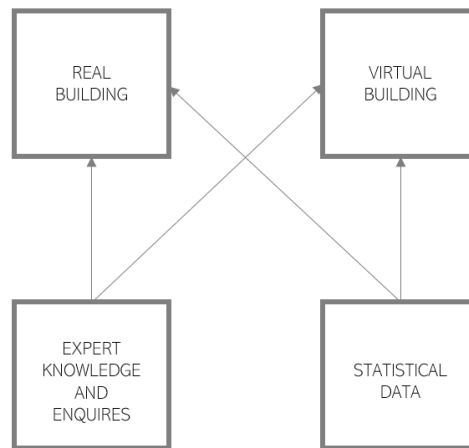 REAL
BUILDING
VIRTUAL
BUILDING
EXPERT
KNOWLEDGE
AND
ENQUIRES
STATISTICAL
DATA